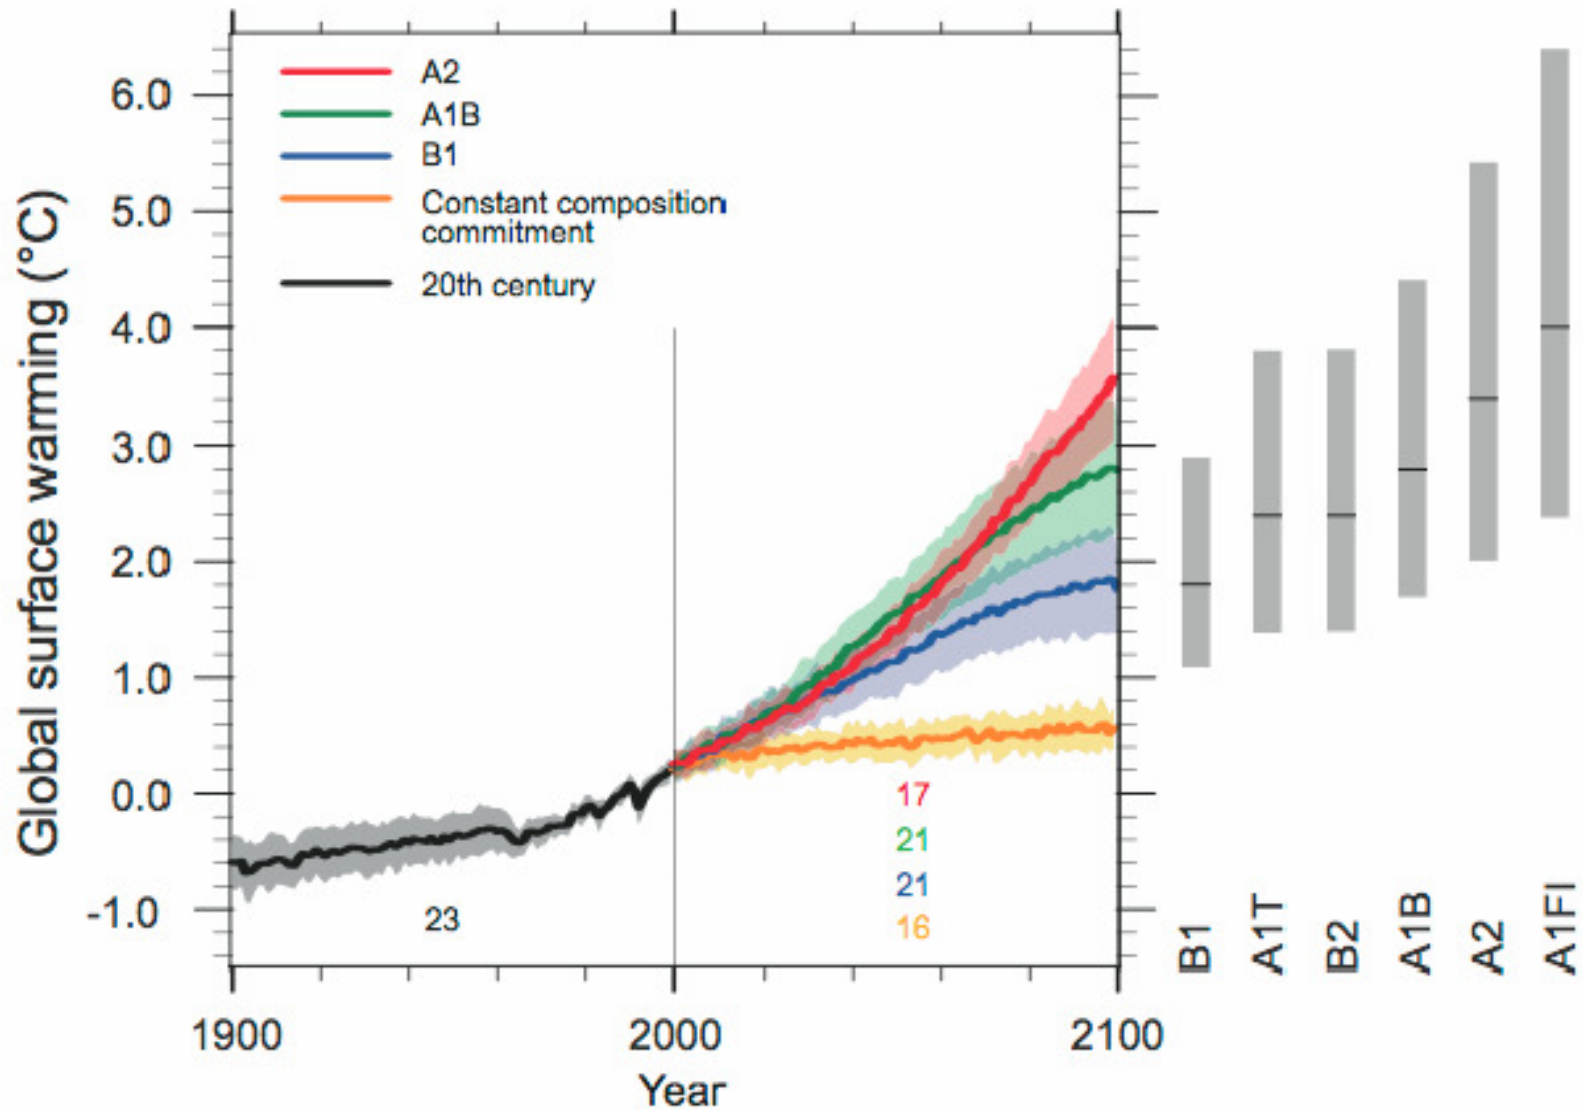 A2
A1B
B1
Constant composition
commitment
20th century
Global surface warming (°C)
6.0
5.0
4.0
3.0
2.0
1.0
0.0
-1.0
17
21
21
16
23
B1
A1T
B2
A1B
A2
A1FI
1900
2000
2100
Year